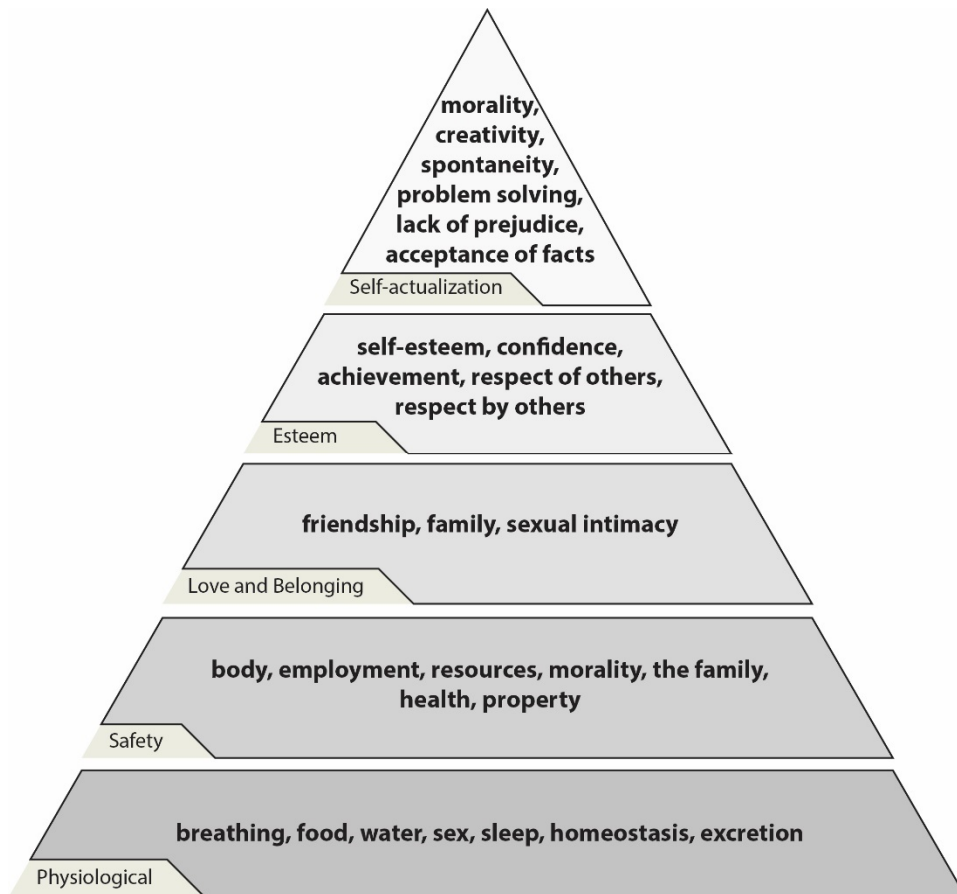 morality,
creativity,
spontaneity,
problem solving,
lack of prejudice,
acceptance of facts
Self-actualization
self-esteem, confidence,
achievement, respect of others,
respect by others
Esteem
friendship, family, sexual intimacy
Love and Belonging
body, employment, resources, morality, the family,
health, property
Safety
breathing, food, water, sex, sleep, homeostasis, excretion
Physiological